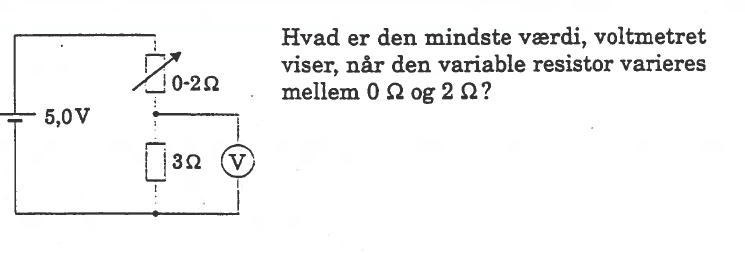 Hvad er den mindste værdi, voltmetret
viser, når den variable resistor varieres
mellem 0 Ω og 2 Ω?
0-2Ω
5,0 V
3Ω
V